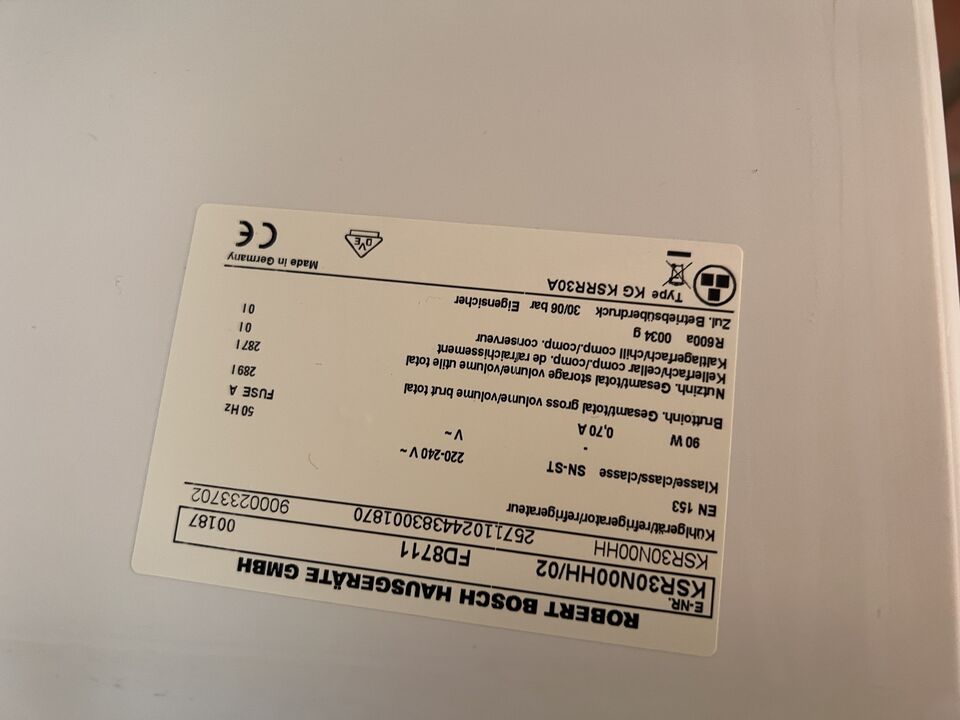 ROBERT BOSCH HAUSGERÄTE GMBH
E-NR. KSR30N00HH/02 FD8711 00187
KSR30N00HH 257110244383001870 9000233702
Kühlgerät/refrigerator/refrigerateur
EN 153
Klasse/class/classe SN-ST 220-240 V ~
- V ~
90 W 0,70 A 50 Hz
FUSE A
Bruttoinh. Gesamt/total gross volume/volume brut total 289 l
Nutzinh. Gesamt/total storage volume/volume utile total 287 l
Kellerfach/cellar comp./comp. de rafraichissement 0 l
Kaltlagerfach/chill comp./comp. conserveur 0 l
R600a 0034 g
Zul. Betriebsüberdruck 30/06 bar Eigensicher
Type KG KSRR30A Made in Germany
DVE CE